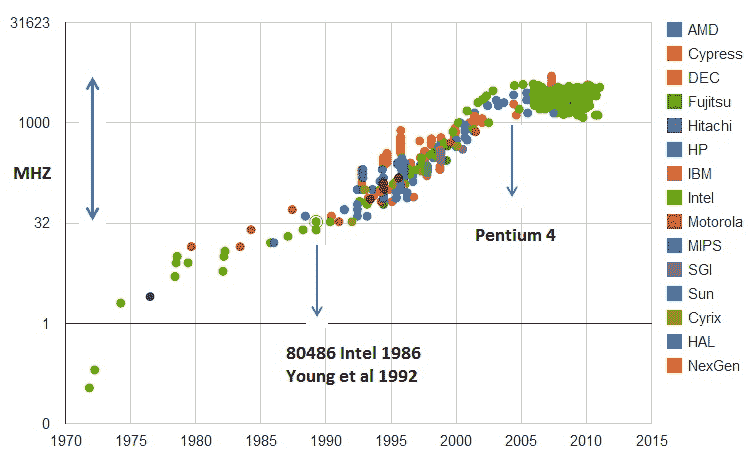 31623
1000
MHZ
32
1
0
1970 1975 1980 1985 1990 1995 2000 2005 2010 2015
Pentium 4
80486 Intel 1986
Young et al 1992
AMD
Cypress
DEC
Fujitsu
Hitachi
HP
IBM
Intel
Motorola
MIPS
SGI
Sun
Cyrix
HAL
NexGen